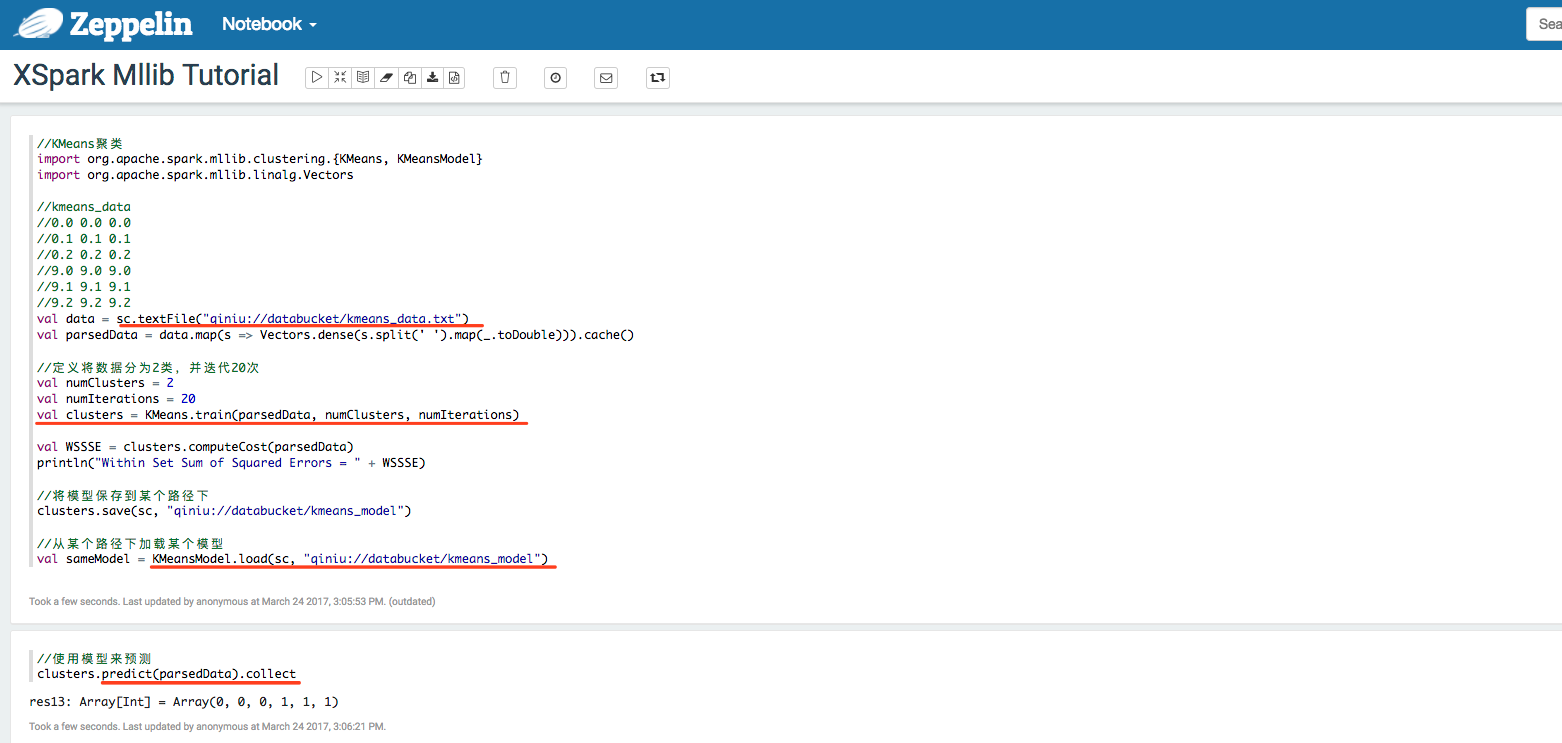 Zeppelin Notebook Sea
XSpark Mllib Tutorial
//KMeans聚类
import org.apache.spark.mllib.clustering.{KMeans, KMeansModel}
import org.apache.spark.mllib.linalg.Vectors
//kmeans_data
//0.0 0.0 0.0
//0.1 0.1 0.1
//0.2 0.2 0.2
//9.0 9.0 9.0
//9.1 9.1 9.1
//9.2 9.2 9.2
val data = sc.textFile("qiniu://databucket/kmeans_data.txt")
val parsedData = data.map(s => Vectors.dense(s.split(' ').map(_.toDouble))).cache()
//定义将数据分为2类，并迭代20次
val numClusters = 2
val numIterations = 20
val clusters = KMeans.train(parsedData, numClusters, numIterations)
val WSSSE = clusters.computeCost(parsedData)
println("Within Set Sum of Squared Errors = " + WSSSE)
//将模型保存到某个路径下
clusters.save(sc, "qiniu://databucket/kmeans_model")
//从某个路径下加载某个模型
val sameModel = KMeansModel.load(sc, "qiniu://databucket/kmeans_model")
Took a few seconds. Last updated by anonymous at March 24 2017, 3:05:53 PM. (outdated)
//使用模型来预测
clusters.predict(parsedData).collect
res13: Array[Int] = Array(0, 0, 0, 1, 1, 1)
Took a few seconds. Last updated by anonymous at March 24 2017, 3:06:21 PM.